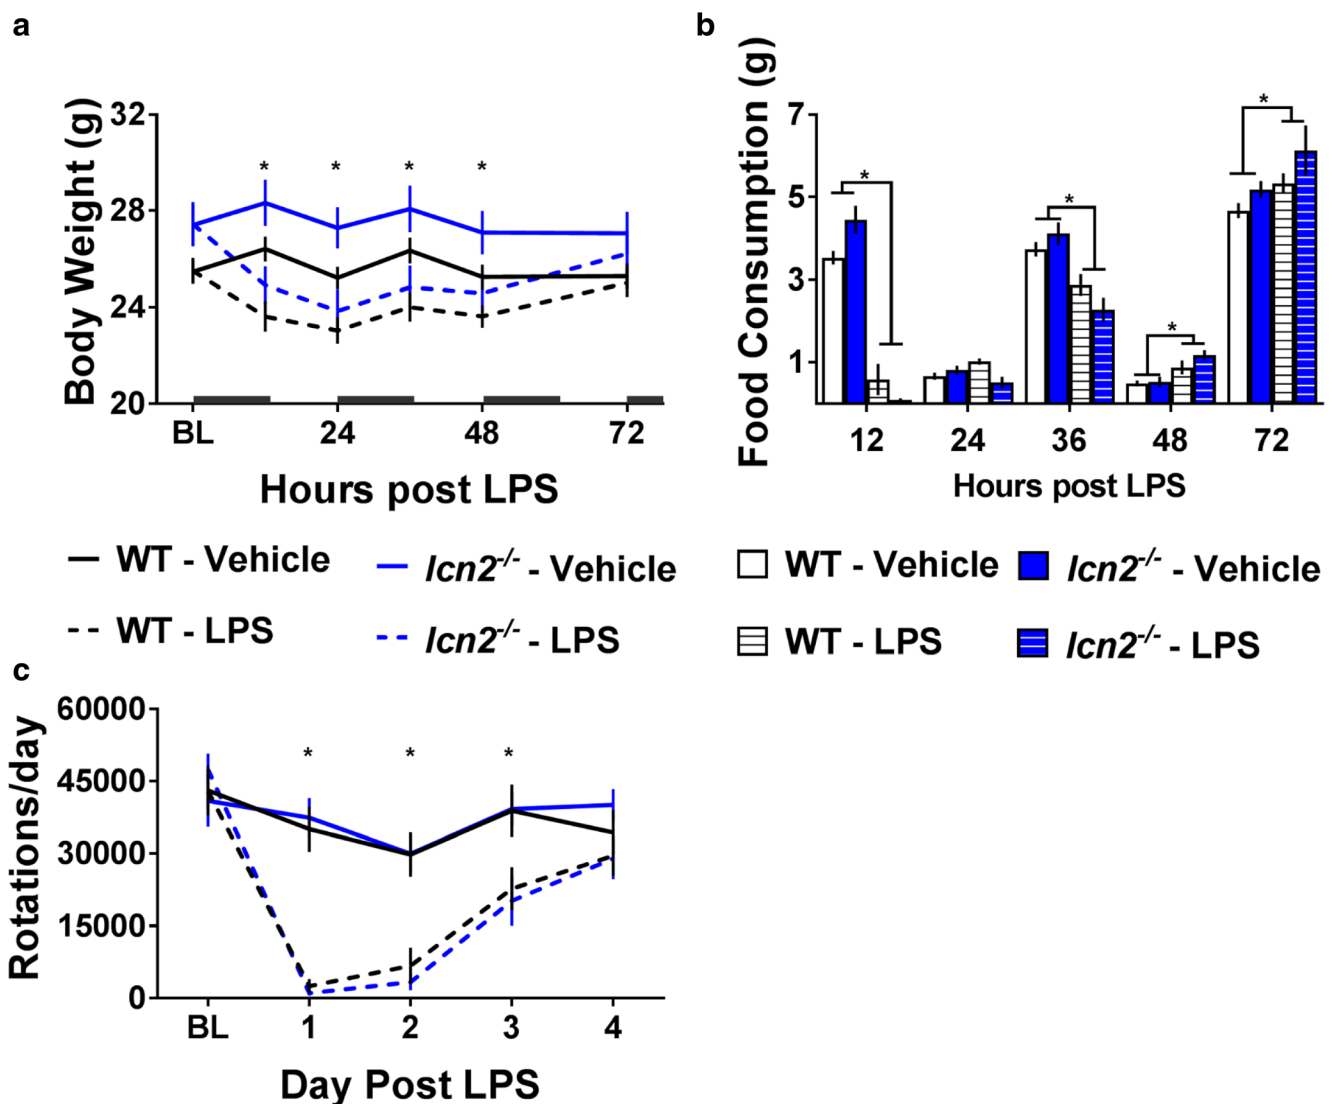 a
Body Weight (g)
32
28
24
20
* * * *
BL 24 48 72
Hours post LPS
WT - Vehicle
lcn2-/- - Vehicle
WT - LPS
lcn2-/- - LPS
b
Food Consumption (g)
7
5
3
1
* * * *
12 24 36 48 72
Hours post LPS
WT - Vehicle
lcn2-/- - Vehicle
WT - LPS
lcn2-/- - LPS
c
Rotations/day
60000
45000
30000
15000
0
* * *
BL 1 2 3 4
Day Post LPS